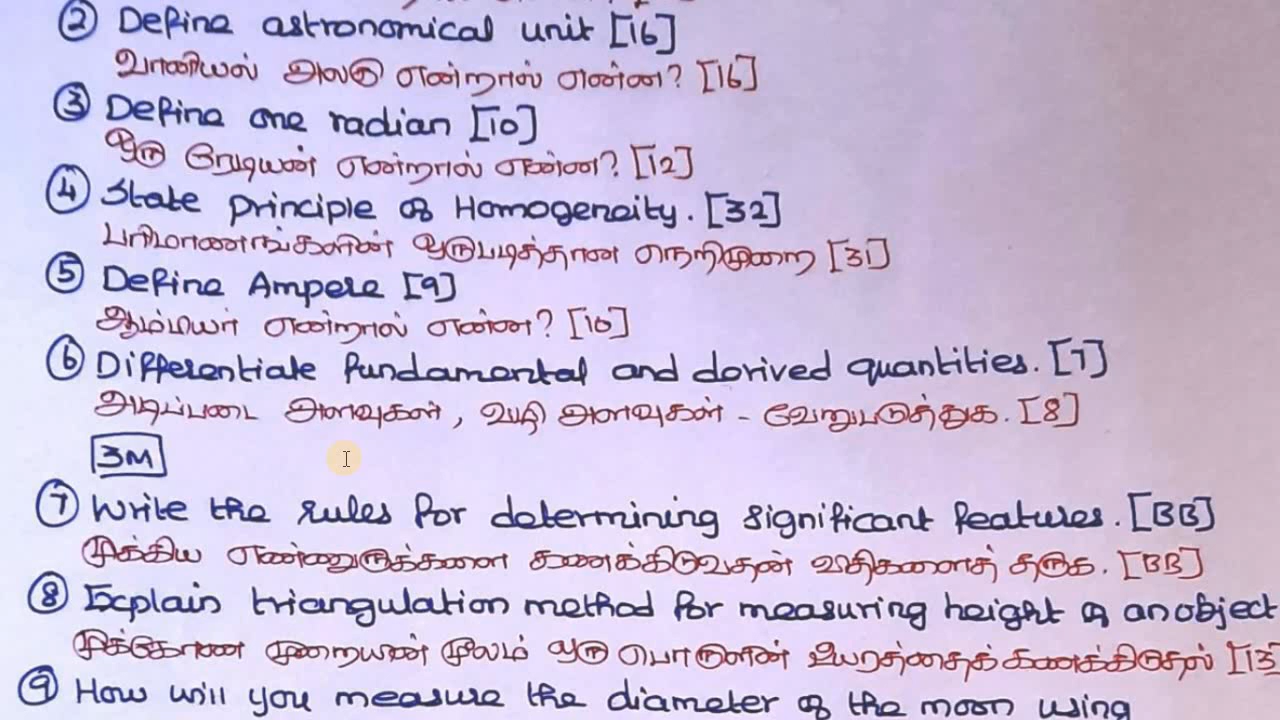 ② Define astronomical unit [16]
வானியல் அலகு என்றால் என்ன? [16]
③ Define one radian [10]
ஒரு ரேடியன் என்றால் என்ன? [12]
④ State principle of Homogeneity. [32]
பரிமாணங்களின் ஒருபடித்தான நெறிமுறை [31]
⑤ Define Ampere [9]
ஆம்பியர் என்றால் என்ன? [10]
⑥ Differentiate fundamental and derived quantities. [7]
அடிப்படை அளவுகள், வழி அளவுகள் - வேறுபடுத்துக. [8]
3M
⑦ Write the rules for determining significant features. [BB]
முக்கிய எண்ணுருக்களை கணக்கிடுவதன் விதிகளைத் தருக. [BB]
⑧ Explain triangulation method for measuring height of an object
முக்கோண முறையின் மூலம் ஒரு பொருளின் உயரத்தைக் கணக்கிடுதல் [13]
⑨ How will you measure the diameter of the moon using